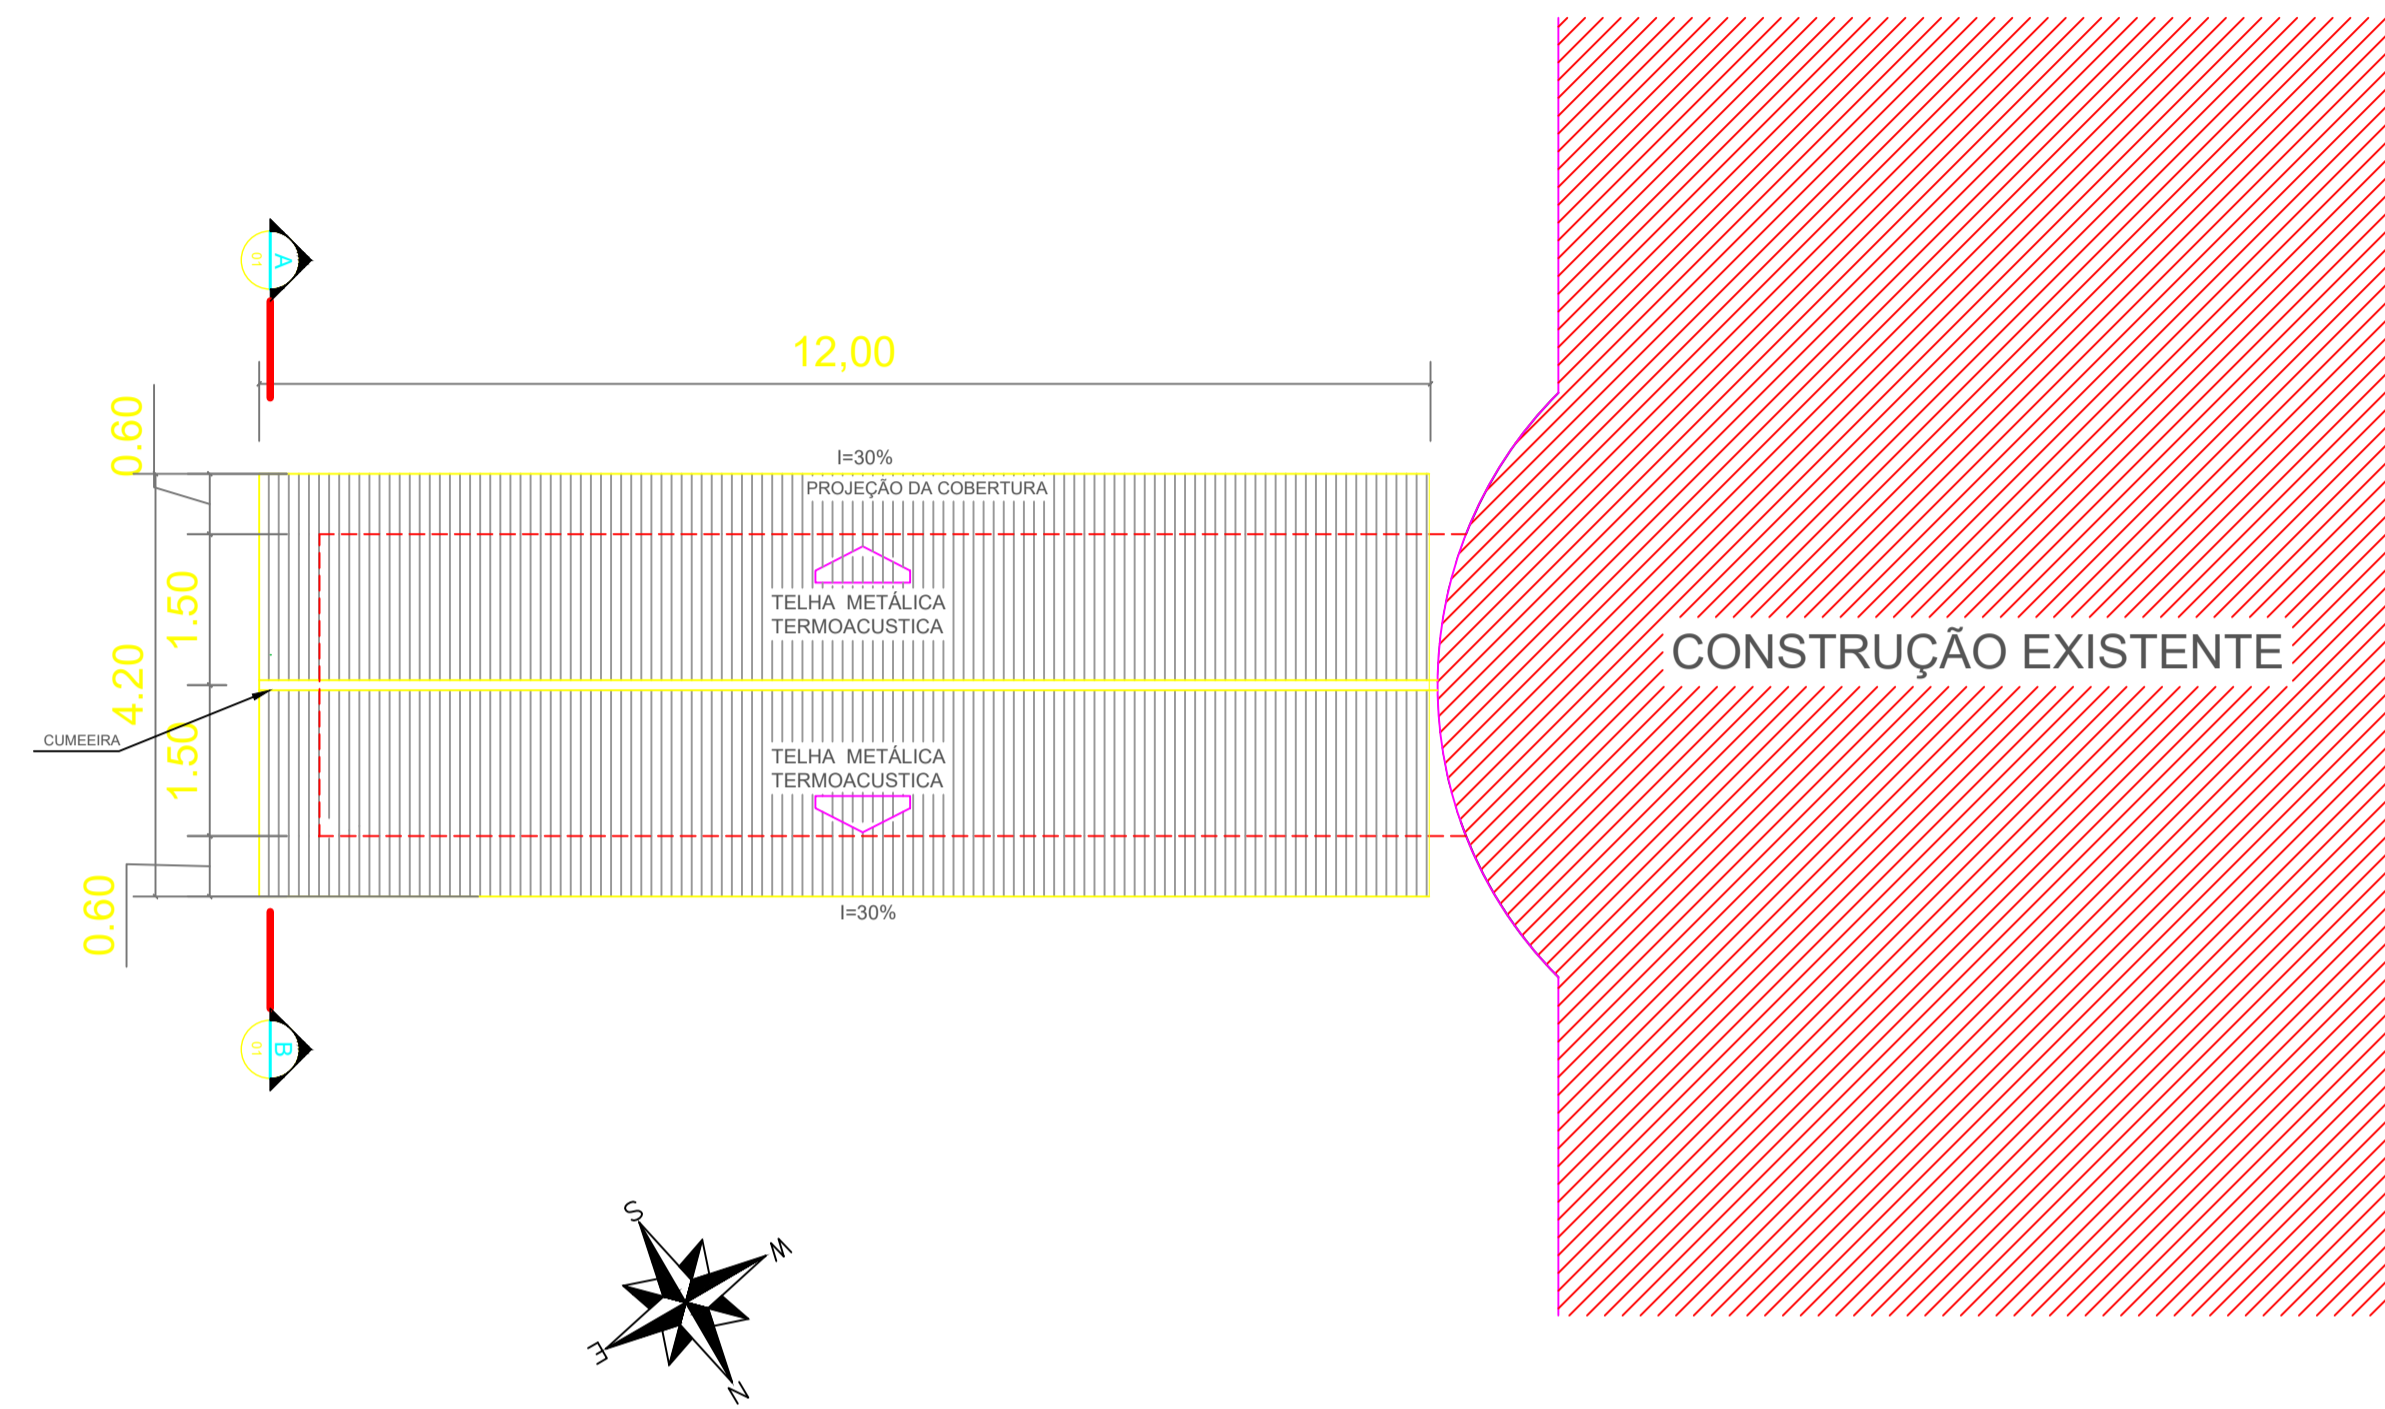 A
01
12,00
0.60
I=30%
PROJEÇÃO DA COBERTURA
1.50
TELHA METÁLICA
TERMOACUSTICA
CONSTRUÇÃO EXISTENTE
4.20
CUMEEIRA
1.50
TELHA METÁLICA
TERMOACUSTICA
0.60
I=30%
B
01
S
W
E
N